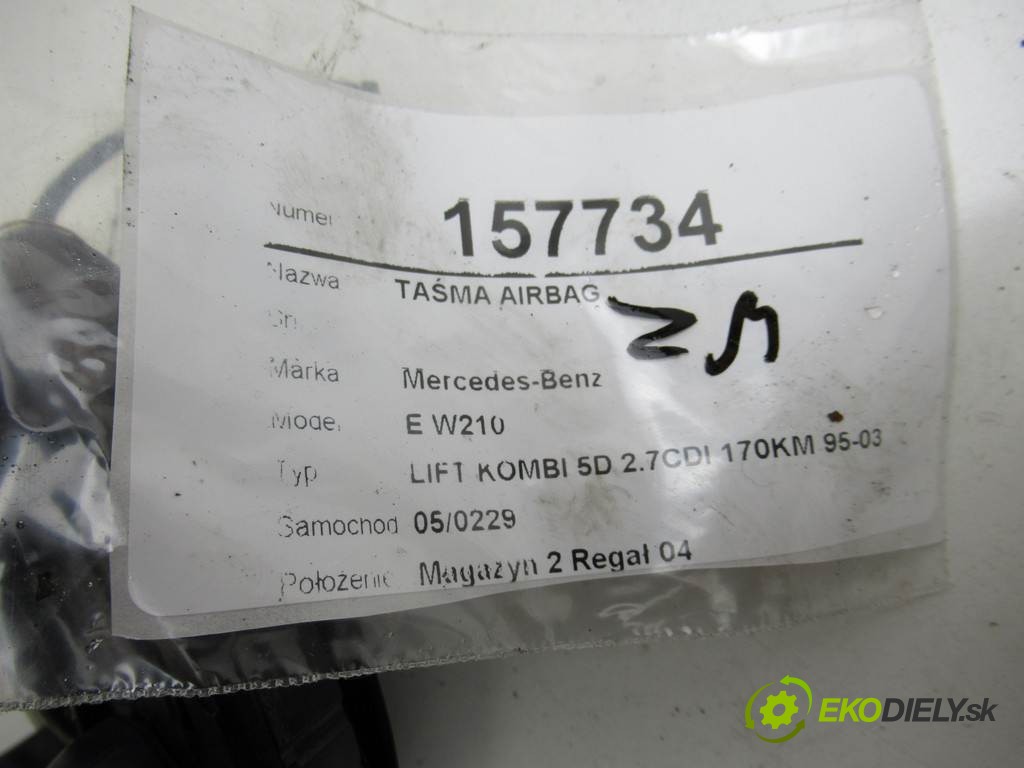 Numer 157734
Nazwa TAŚMA AIRBAG
Marka Mercedes-Benz
Model E W210
Typ LIFT KOMBI 5D 2.7CDI 170KM 95-03
Samochod 05/0229
Położenie Magazyn 2 Regał 04
EKODIELY.sk